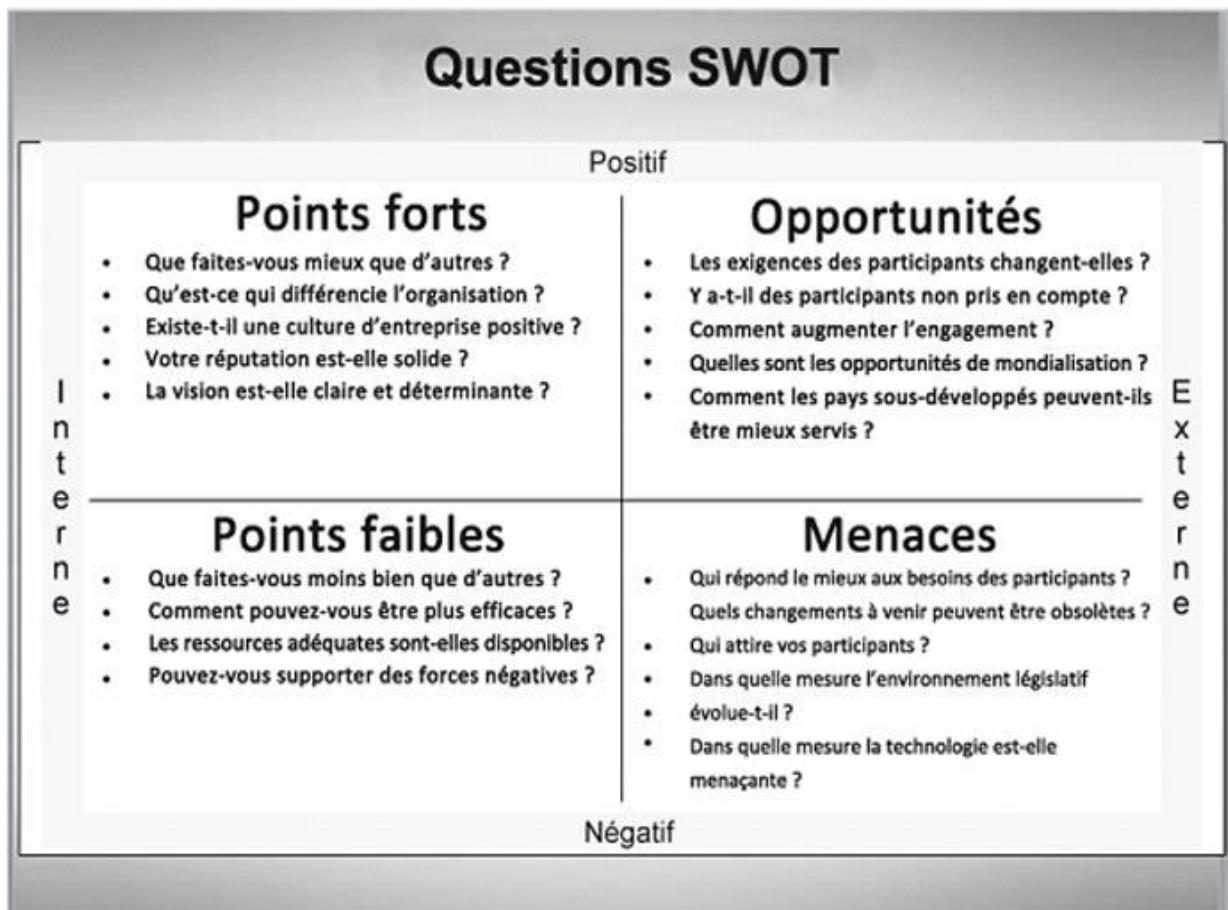 Questions SWOT
Positif
Interne
Points forts
• Que faites-vous mieux que d'autres ?
• Qu'est-ce qui différencie l'organisation ?
• Existe-t-il une culture d'entreprise positive ?
• Votre réputation est-elle solide ?
• La vision est-elle claire et déterminante ?
Opportunités
• Les exigences des participants changent-elles ?
• Y a-t-il des participants non pris en compte ?
• Comment augmenter l'engagement ?
• Quelles sont les opportunités de mondialisation ?
• Comment les pays sous-développés peuvent-ils
être mieux servis ?
Externe
Points faibles
• Que faites-vous moins bien que d'autres ?
• Comment pouvez-vous être plus efficaces ?
• Les ressources adéquates sont-elles disponibles ?
• Pouvez-vous supporter des forces négatives ?
Menaces
• Qui répond le mieux aux besoins des participants ?
Quels changements à venir peuvent être obsolètes ?
• Qui attire vos participants ?
• Dans quelle mesure l'environnement législatif
• évolue-t-il ?
• Dans quelle mesure la technologie est-elle
menaçante ?
Négatif